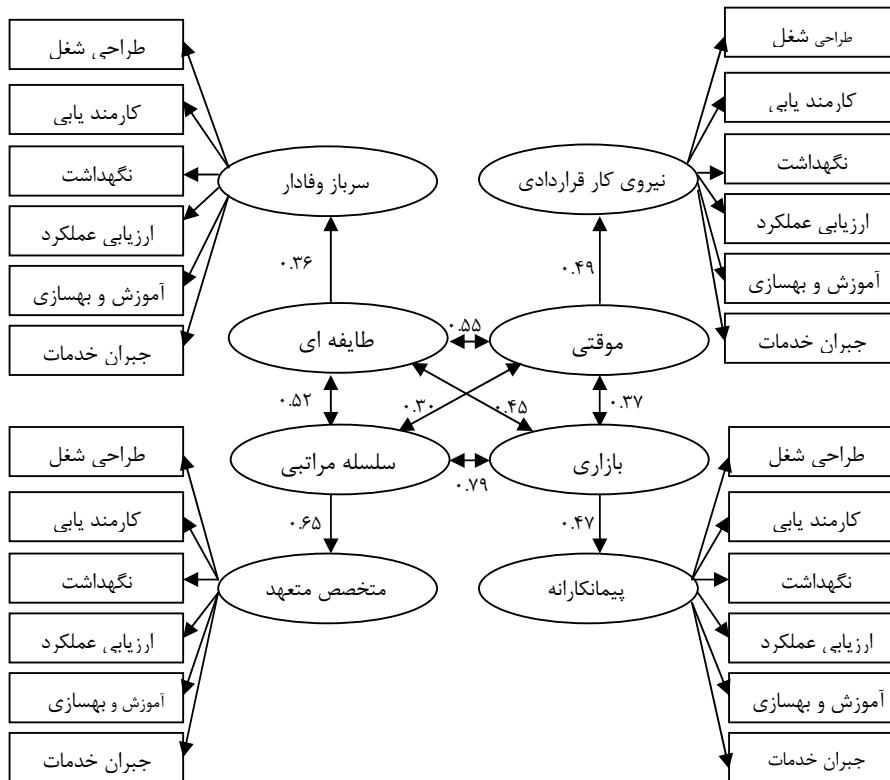 طراحی شغل
کارمند یابی
نگهداشت
ارزیابی عملکرد
آموزش و بهسازی
جبران خدمات
سرباز وفادار
طراحی شغل
کارمند یابی
نگهداشت
ارزیابی عملکرد
آموزش و بهسازی
جبران خدمات
نیروی کار قراردادی
۰.۴۹
۰.۳۶
موقتی
۰.۵۵
طایفه ای
۰.۳۷
۰.۴۵
۰.۳۰
۰.۵۲
بازاری
۰.۷۹
سلسله مراتبی
۰.۴۷
۰.۶۵
پیمانکارانه
متخصص متعهد
طراحی شغل
کارمند یابی
نگهداشت
ارزیابی عملکرد
آموزش و بهسازی
جبران خدمات
طراحی شغل
کارمند یابی
نگهداشت
ارزیابی عملکرد
آموزش و بهسازی
جبران خدمات